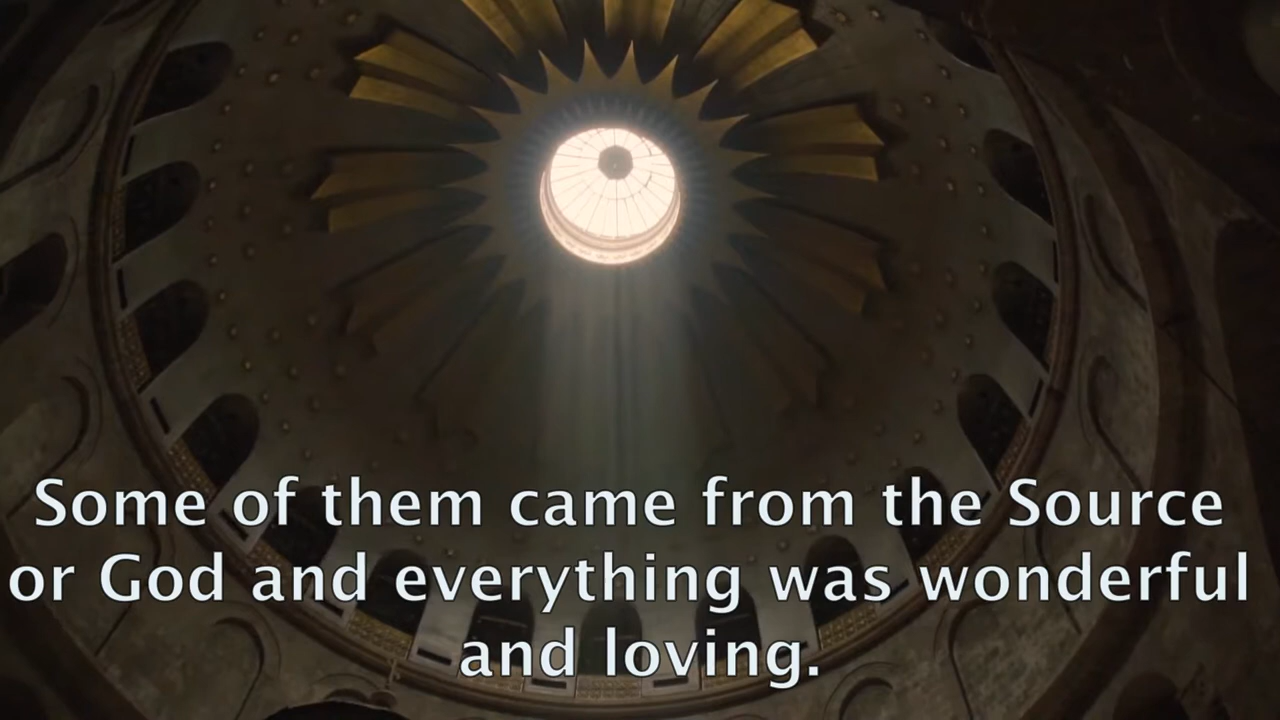 Some of them came from the Source
or God and everything was wonderful
and loving.